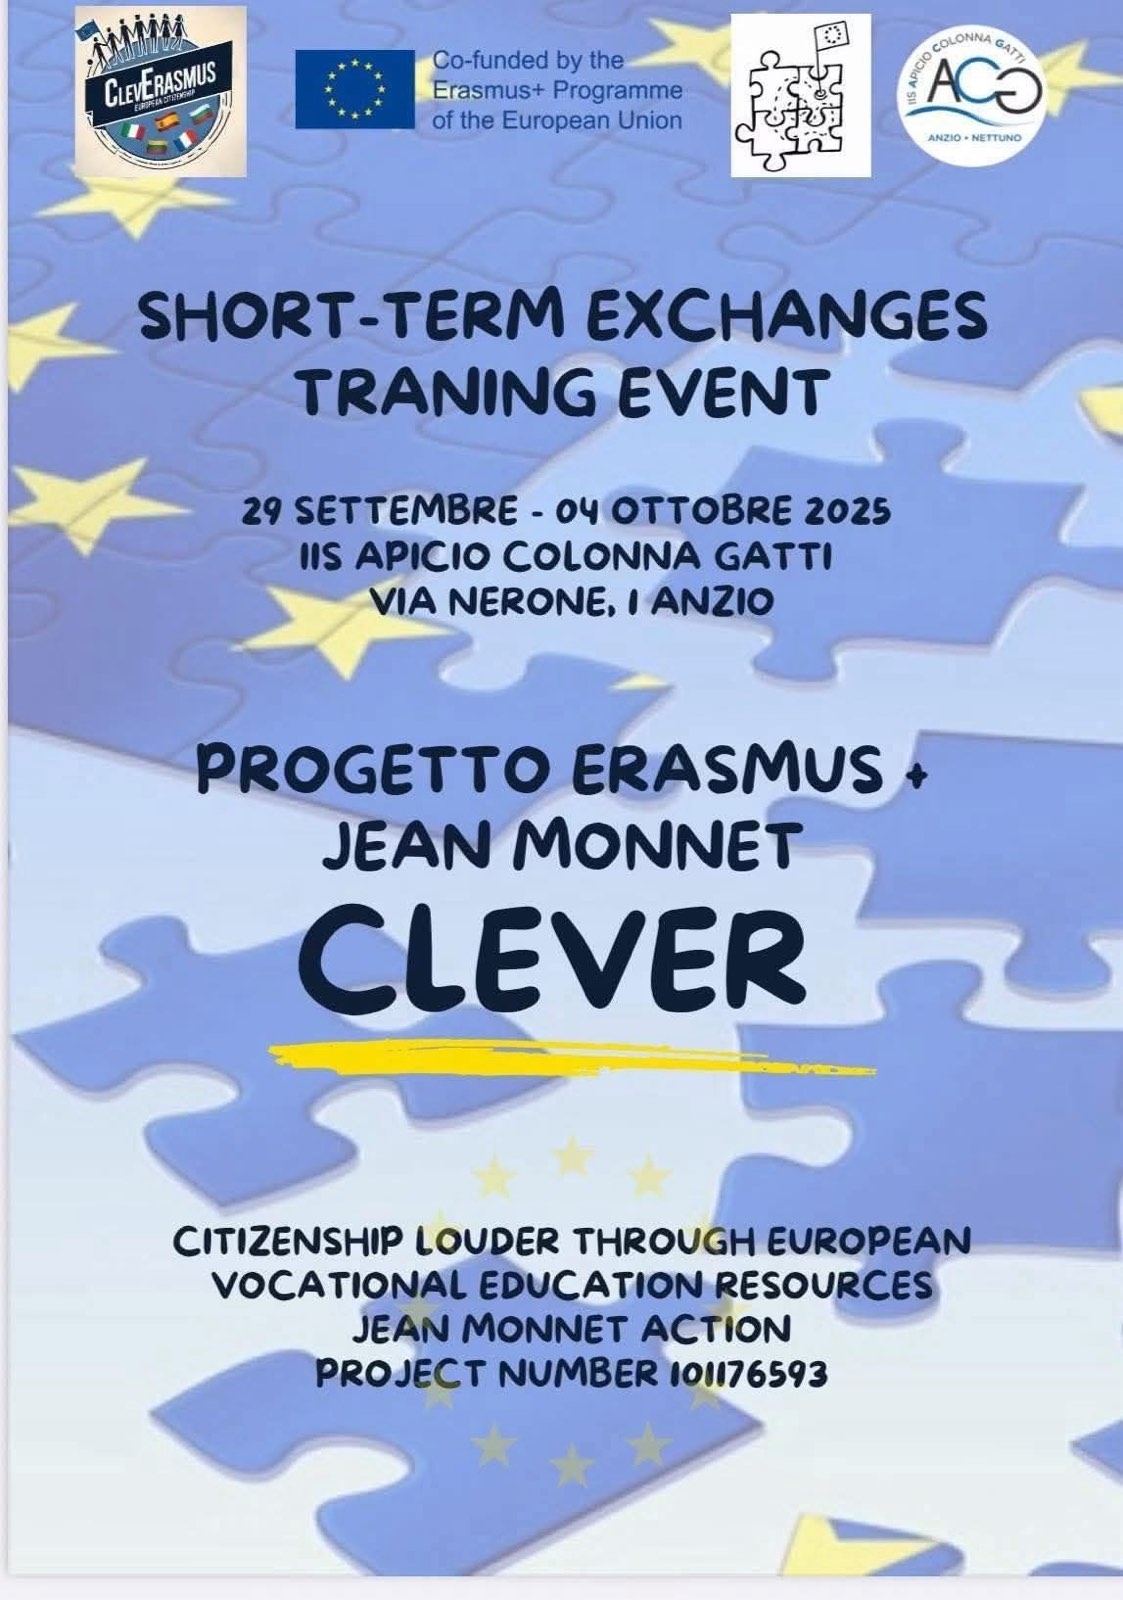 CLEVERASMUS
EUROPEAN CITIZENSHIP
Co-funded by the
Erasmus+ Programme
of the European Union
IIS APICIO COLONNA GATTI
ACG
ANZIO • NETTUNO
SHORT-TERM EXCHANGES
TRANING EVENT
29 SETTEMBRE - 04 OTTOBRE 2025
IIS APICIO COLONNA GATTI
VIA NERONE, 1 ANZIO
PROGETTO ERASMUS +
JEAN MONNET
CLEVER
CITIZENSHIP LOUDER THROUGH EUROPEAN
VOCATIONAL EDUCATION RESOURCES
JEAN MONNET ACTION
PROJECT NUMBER 101176593